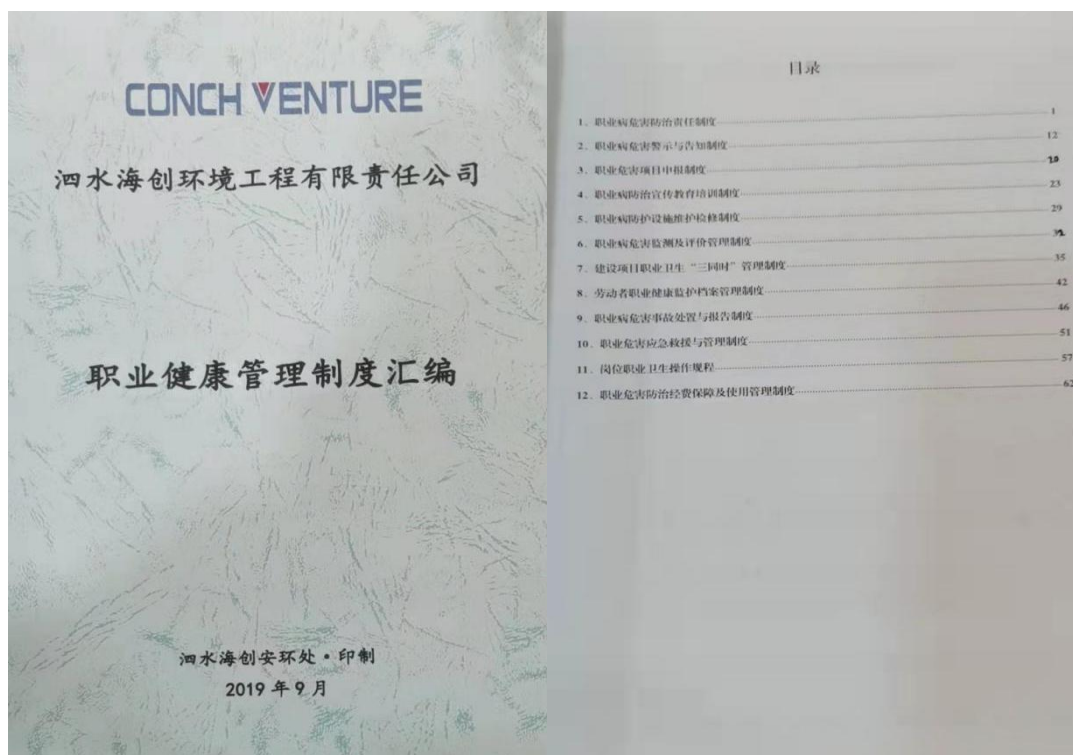 CONCH VENTURE
泗水海创环境工程有限责任公司
职业健康管理制度汇编
泗水海创安环处·印制
2019年9月
目录
1、职业病危害防治责任制度 1
2、职业病危害警示与告知制度 12
3、职业危害项目申报制度 20
4、职业病防治宣传教育培训制度 23
5、职业病防护设施维护检修制度 29
6、职业病危害监测及评价管理制度 32
7、建设项目职业卫生“三同时”管理制度 35
8、劳动者职业健康监护档案管理制度 42
9、职业病危害事故处置与报告制度 46
10、职业危害应急救援与管理制度 51
11、岗位职业卫生操作规程 57
12、职业危害防治经费保障及使用管理制度 62